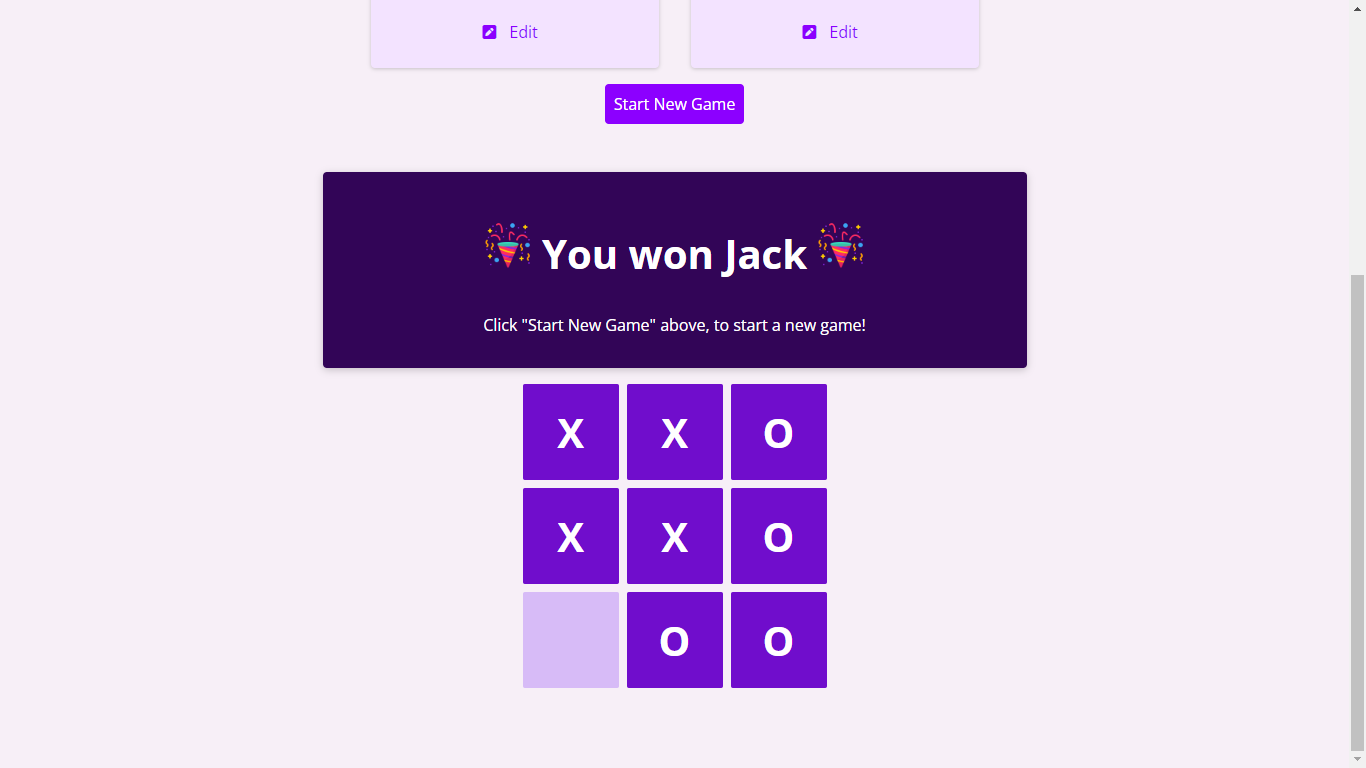 Edit Edit
Start New Game
You won Jack
Click "Start New Game" above, to start a new game!
X X O
X X O
O O